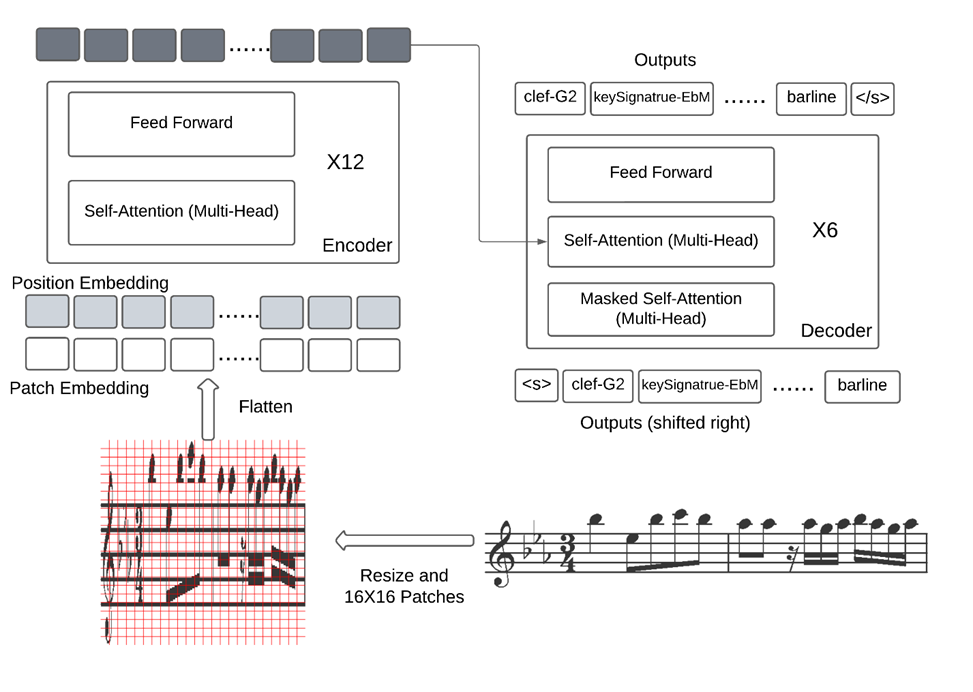 ......
Feed Forward
X12
Self-Attention (Multi-Head)
Encoder
Position Embedding
......
......
Patch Embedding
Flatten
Outputs
clef-G2 keySignatrue-EbM ...... barline </s>
Feed Forward
X6
Self-Attention (Multi-Head)
Masked Self-Attention
(Multi-Head)
Decoder
<s> clef-G2 keySignatrue-EbM ...... barline
Outputs (shifted right)
3
4
Resize and
16X16 Patches